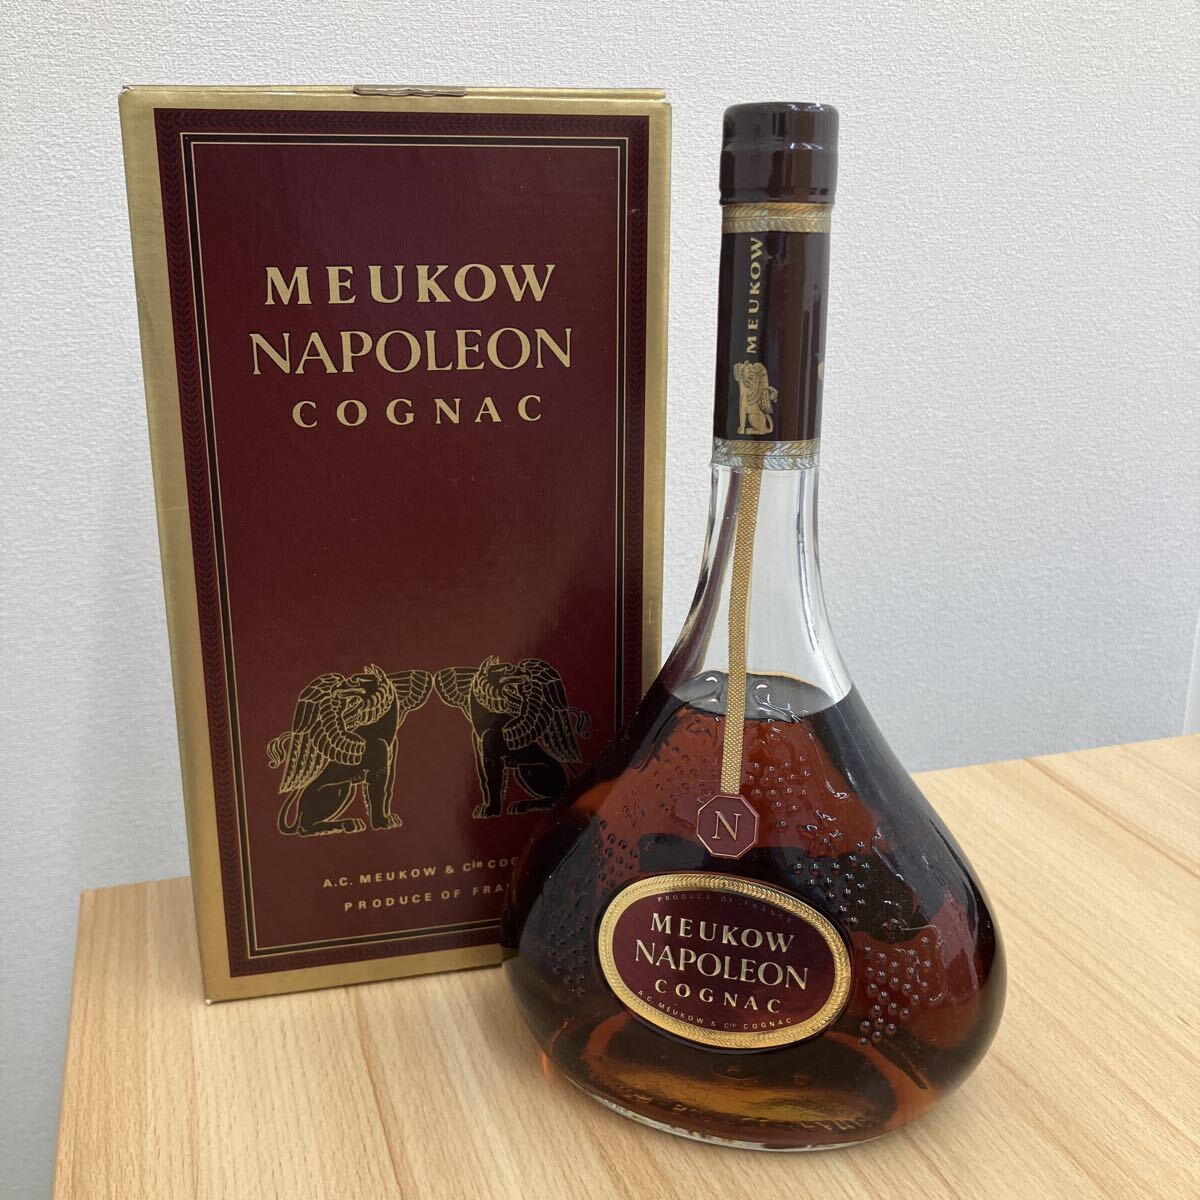 MEUKOW
NAPOLEON
COGNAC
A.C. MEUKOW & Cie COG
PRODUCE OF FRA
MEUKOW
N
PRODUCE OF FRANCE
MEUKOW
NAPOLEON
COGNAC
A.C. MEUKOW & Cie COGNAC